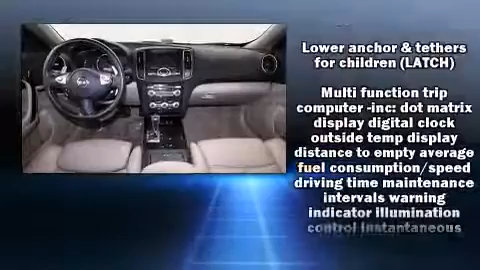 Lower anchor & tethers
for children (LATCH)
Multi function trip
computer -inc: dot matrix
display digital clock
outside temp display
distance to empty average
fuel consumption/speed
driving time maintenance
intervals warning
indicator illumination
control instantaneous